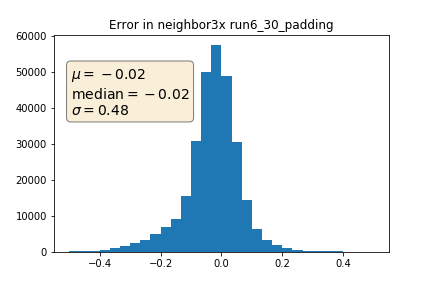 Error in neighbor3x run6_30_padding
60000
50000
40000
30000
20000
10000
0
μ = −0.02
median = −0.02
σ = 0.48
−0.4 −0.2 0.0 0.2 0.4